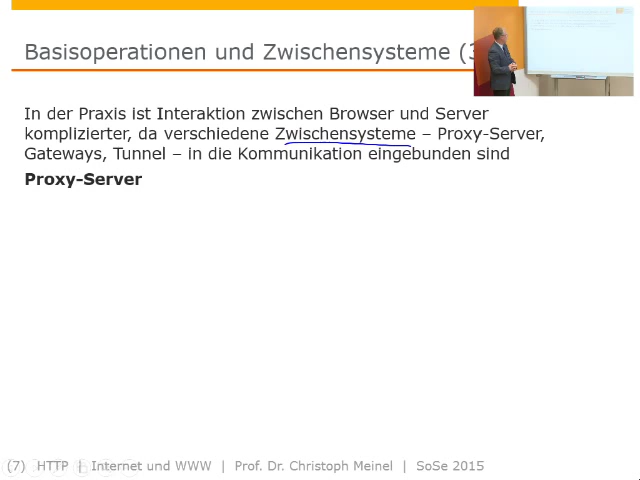 Basisoperationen und Zwischensysteme (3
In der Praxis ist Interaktion zwischen Browser und Server
komplizierter, da verschiedene Zwischensysteme – Proxy-Server,
Gateways, Tunnel – in die Kommunikation eingebunden sind
Proxy-Server
(7) HTTP | Internet und WWW | Prof. Dr. Christoph Meinel | SoSe 2015